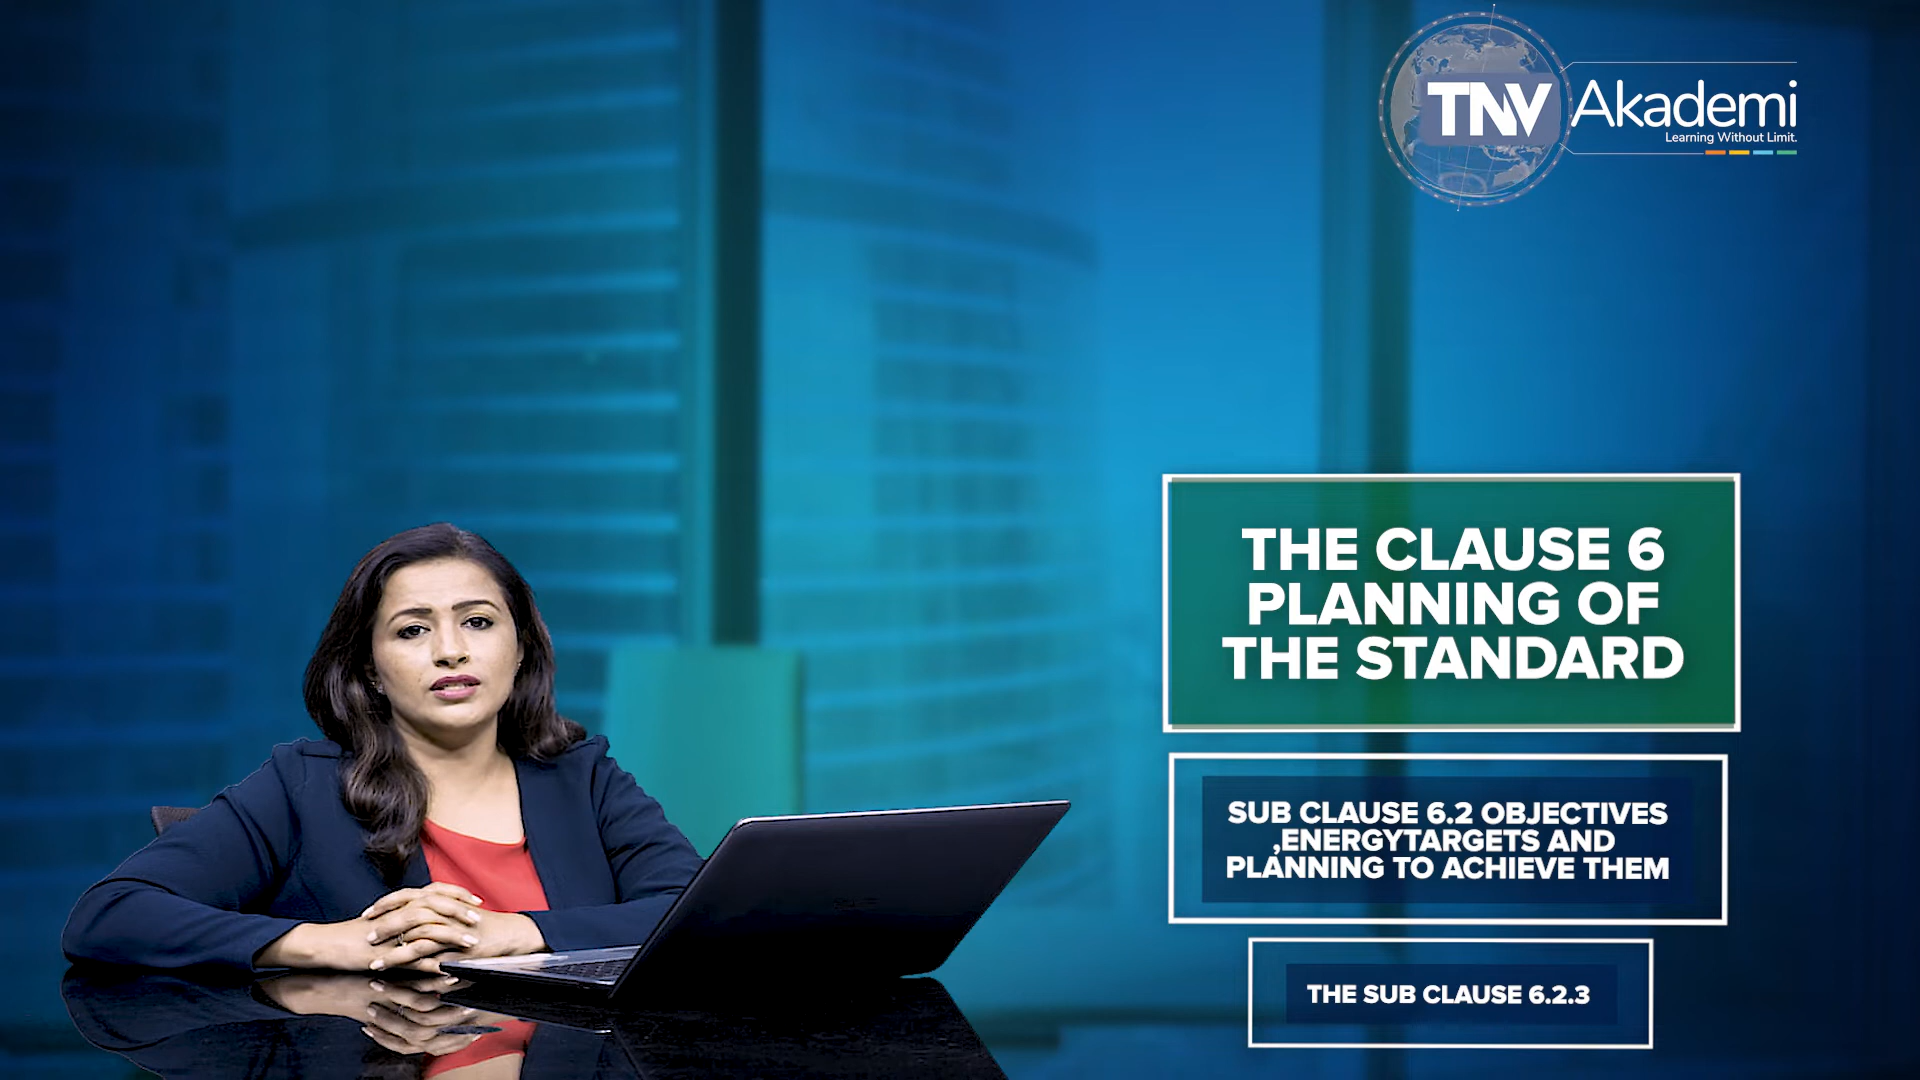 TNV Akademi
Learning Without Limit.
THE CLAUSE 6
PLANNING OF
THE STANDARD
SUB CLAUSE 6.2 OBJECTIVES
,ENERGYTARGETS AND
PLANNING TO ACHIEVE THEM
THE SUB CLAUSE 6.2.3